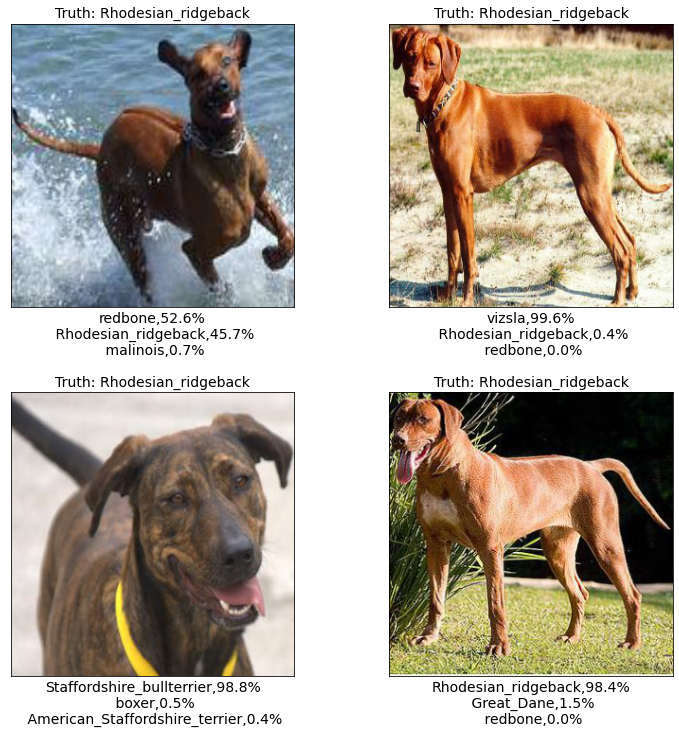 Truth: Rhodesian_ridgeback
redbone,52.6%
Rhodesian_ridgeback,45.7%
malinois,0.7%
Truth: Rhodesian_ridgeback
vizsla,99.6%
Rhodesian_ridgeback,0.4%
redbone,0.0%
Truth: Rhodesian_ridgeback
Staffordshire_bullterrier,98.8%
boxer,0.5%
American_Staffordshire_terrier,0.4%
Truth: Rhodesian_ridgeback
Rhodesian_ridgeback,98.4%
Great_Dane,1.5%
redbone,0.0%